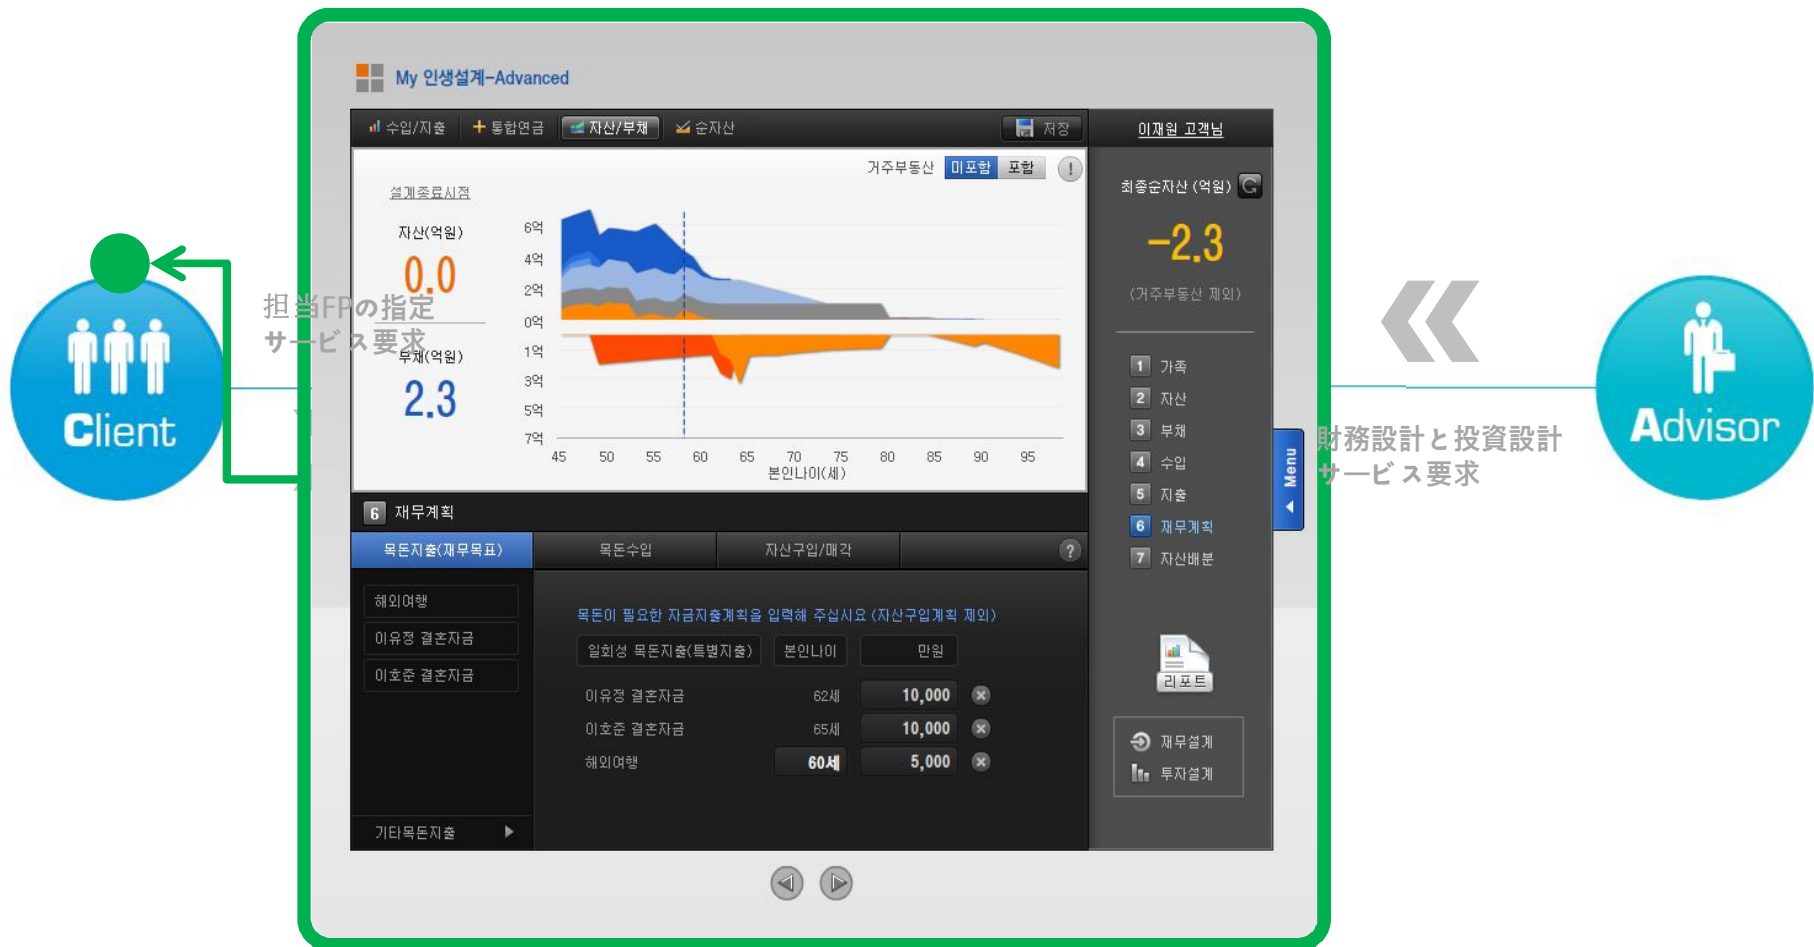 My 인생설계-Advanced
수입/지출
통합연금
자산/부채
순자산
저장
이재원 고객님
거주부동산 미포함 포함
!
설계종료시점
자산(억원)
0.0
부채(억원)
2.3
6억
4억
2억
0억
1억
3억
5억
7억
45 50 55 60 65 70 75 80 85 90 95
본인나이(세)
최종순자산 (억원)
-2.3
(거주부동산 제외)
1 가족
2 자산
3 부채
4 수입
5 지출
6 재무계획
7 자산배분
Menu
리포트
재무설계
투자설계
6 재무계획
목돈지출(재무목표)
목돈수입
자산구입/매각
?
해외여행
이유정 결혼자금
이호준 결혼자금
기타목돈지출
목돈이 필요한 자금지출계획을 입력해 주십시요 (자산구입계획 제외)
일회성 목돈지출(특별지출) 본인나이 만원
이유정 결혼자금 62세 10,000
이호준 결혼자금 65세 10,000
해외여행 60세 5,000
Client
担当FPの指定
サービス要求
Advisor
財務設計と投資設計
サービス要求